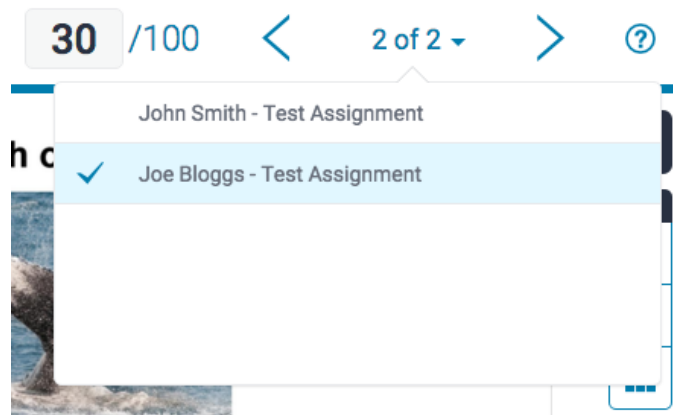 30 /100 2 of 2
John Smith - Test Assignment
h c
Joe Bloggs - Test Assignment